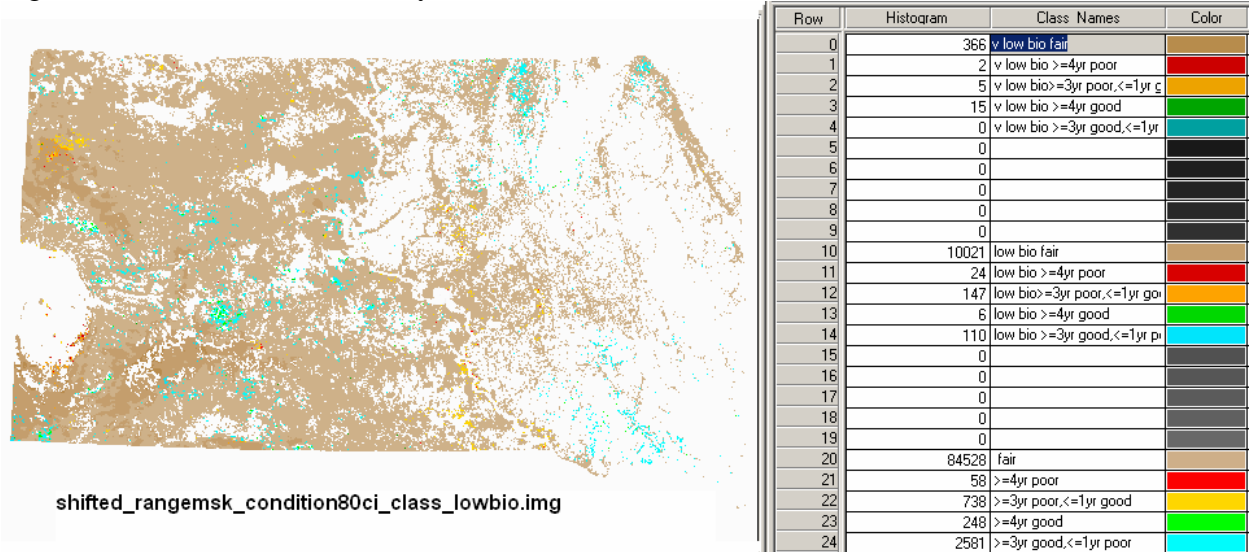 shifted_rangemsk_condition80ci_class_lowbio.img
Row Histogram Class Names Color
0 366 v low bio fair
1 2 v low bio >=4yr poor
2 5 v low bio>=3yr poor,<=1yr g
3 15 v low bio >=4yr good
4 0 v low bio >=3yr good,<=1yr
5 0
6 0
7 0
8 0
9 0
10 10021 low bio fair
11 24 low bio >=4yr poor
12 147 low bio>=3yr poor,<=1yr go
13 6 low bio >=4yr good
14 110 low bio >=3yr good,<=1yr p
15 0
16 0
17 0
18 0
19 0
20 84528 fair
21 58 >=4yr poor
22 738 >=3yr poor,<=1yr good
23 248 >=4yr good
24 2581 >=3yr good,<=1yr poor